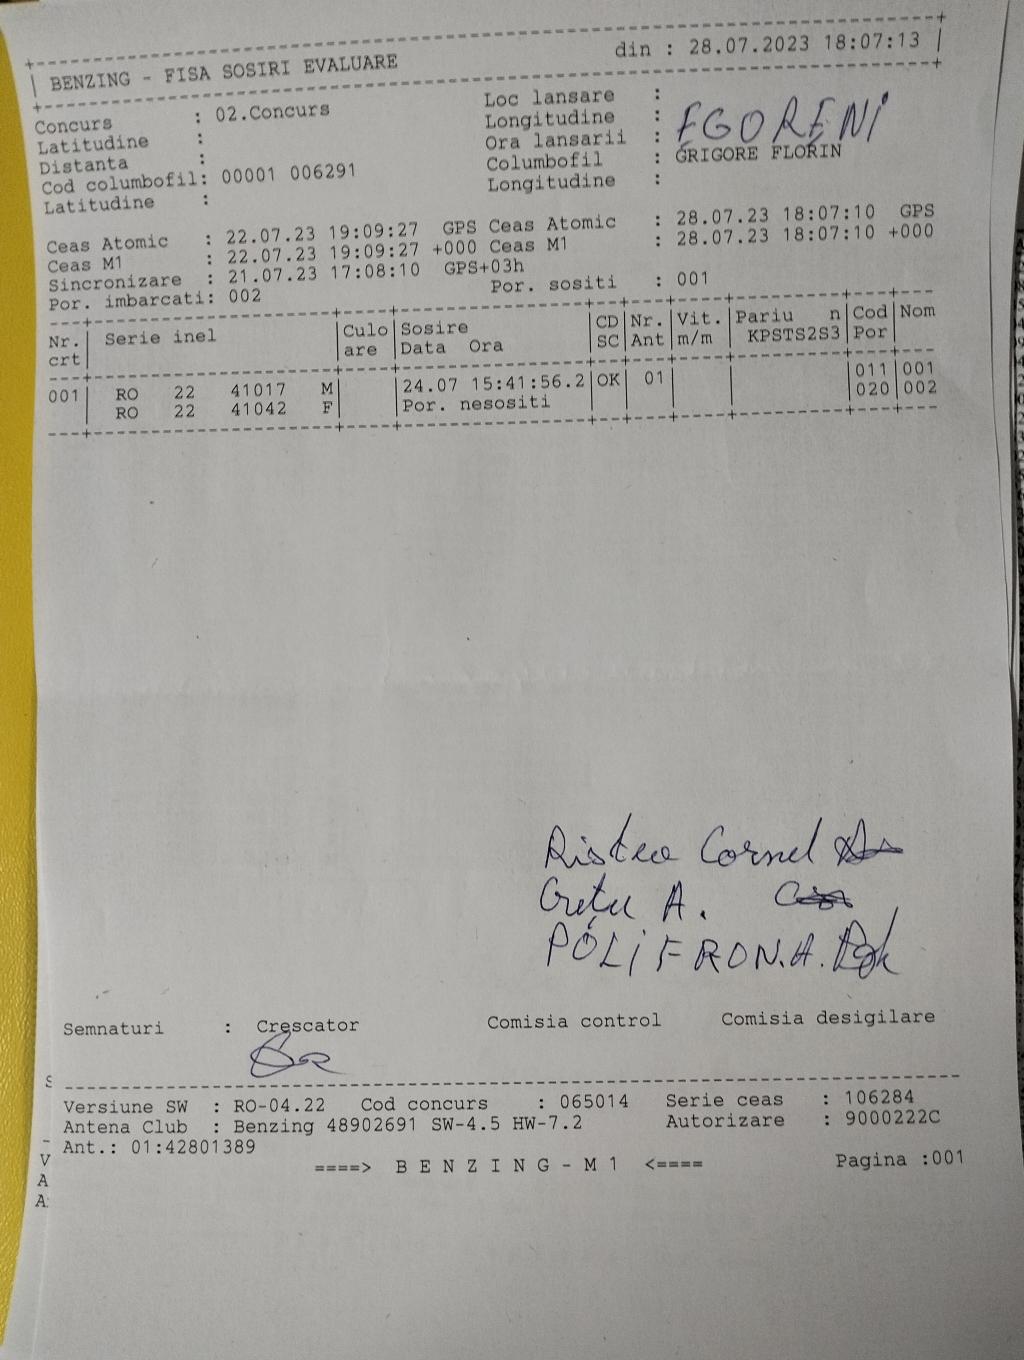 BENZING - FISA SOSIRI EVALUARE din : 28.07.2023 18:07:13
Concurs : 02.Concurs Loc lansare :
Latitudine : Longitudine : EGORENI
Distanta : Ora lansarii :
Cod columbofil: 00001 006291 Columbofil : GRIGORE FLORIN
Latitudine : Longitudine :
Ceas Atomic : 22.07.23 19:09:27 GPS Ceas Atomic : 28.07.23 18:07:10 GPS
Ceas M1 : 22.07.23 19:09:27 +000 Ceas M1 : 28.07.23 18:07:10 +000
Sincronizare : 21.07.23 17:08:10 GPS+03h
Por. imbarcati: 002 Por. sositi : 001
Nr. Serie inel Culo Sosire CD Nr. Vit. Pariu n Cod Nom
crt are Data Ora SC Ant m/m KPSTS2S3 Por
001 RO 22 41017 M 24.07 15:41:56.2 OK 01 011 001
RO 22 41042 F Por. nesositi 020 002
Ristea Cornel
Crețu A.
POLIFRON.A.
Semnaturi : Crescator Comisia control Comisia desigilare
Versiune SW : RO-04.22 Cod concurs : 065014 Serie ceas : 106284
Antena Club : Benzing 48902691 SW-4.5 HW-7.2 Autorizare : 9000222C
Ant.: 01:42801389
====> B E N Z I N G - M 1 <==== Pagina :001